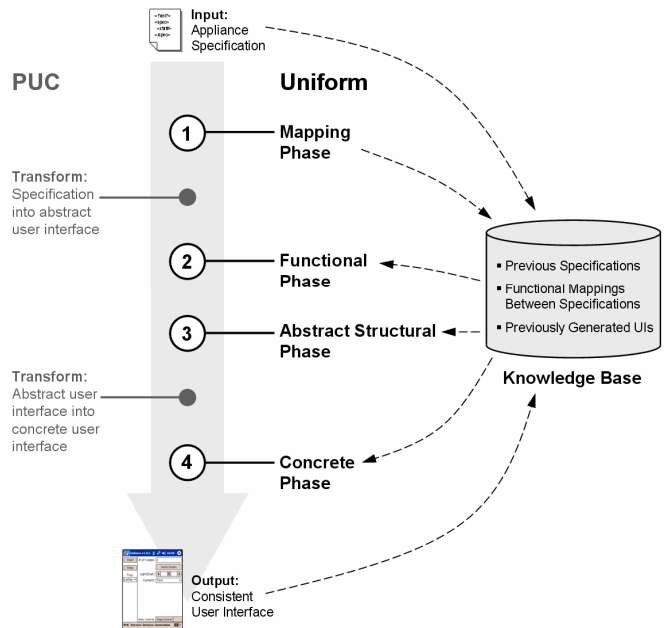 Input:
Appliance
Specification
PUC
Uniform
1
Mapping
Phase
Transform:
Specification
into abstract
user interface
2
Functional
Phase
3
Abstract Structural
Phase
▪ Previous Specifications
▪ Functional Mappings
Between Specifications
▪ Previously Generated UIs
Knowledge Base
Transform:
Abstract user
interface into
concrete user
interface
4
Concrete
Phase
Output:
Consistent
User Interface